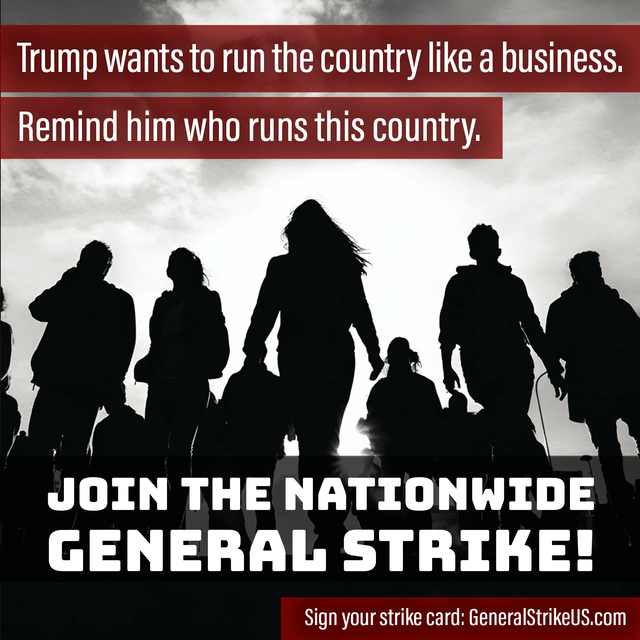 Trump wants to run the country like a business.
Remind him who runs this country.
JOIN THE NATIONWIDE
GENERAL STRIKE!
Sign your strike card: GeneralStrikeUS.com